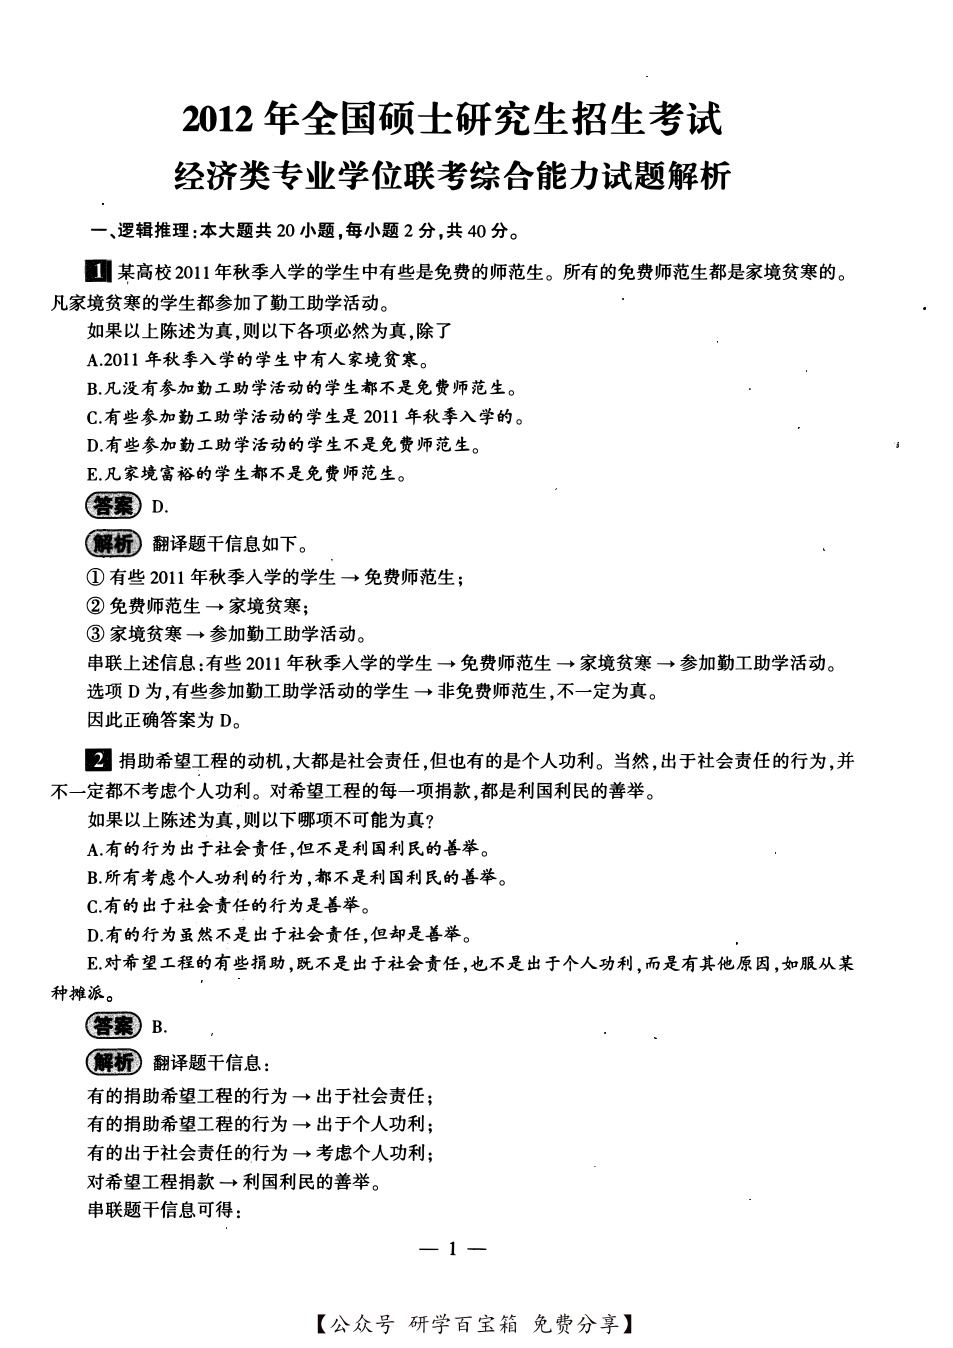 2012 年全国硕士研究生招生考试
经济类专业学位联考综合能力试题解析
一、逻辑推理:本大题共 20 小题,每小题 2 分,共 40 分。
1 某高校 2011 年秋季入学的学生中有些是免费的师范生。所有的免费师范生都是家境贫寒的。
凡家境贫寒的学生都参加了勤工助学活动。
如果以上陈述为真,则以下各项必然为真,除了
A.2011 年秋季入学的学生中有人家境贫寒。
B.凡没有参加勤工助学活动的学生都不是免费师范生。
C.有些参加勤工助学活动的学生是 2011 年秋季入学的。
D.有些参加勤工助学活动的学生不是免费师范生。
E.凡家境富裕的学生都不是免费师范生。
答案 D.
解析 翻译题干信息如下。
① 有些 2011 年秋季入学的学生 → 免费师范生;
② 免费师范生 → 家境贫寒;
③ 家境贫寒 → 参加勤工助学活动。
串联上述信息:有些 2011 年秋季入学的学生 → 免费师范生 → 家境贫寒 → 参加勤工助学活动。
选项 D 为,有些参加勤工助学活动的学生 → 非免费师范生,不一定为真。
因此正确答案为 D。
2 捐助希望工程的动机,大都是社会责任,但也有的是个人功利。当然,出于社会责任的行为,并
不一定都不考虑个人功利。对希望工程的每一项捐款,都是利国利民的善举。
如果以上陈述为真,则以下哪项不可能为真?
A.有的行为出于社会责任,但不是利国利民的善举。
B.所有考虑个人功利的行为,都不是利国利民的善举。
C.有的出于社会责任的行为是善举。
D.有的行为虽然不是出于社会责任,但却是善举。
E.对希望工程的有些捐助,既不是出于社会责任,也不是出于个人功利,而是有其他原因,如服从某
种摊派。
答案 B.
解析 翻译题干信息:
有的捐助希望工程的行为 → 出于社会责任;
有的捐助希望工程的行为 → 出于个人功利;
有的出于社会责任的行为 → 考虑个人功利;
对希望工程捐款 → 利国利民的善举。
串联题干信息可得:
— 1 —
【公众号 研学百宝箱 免费分享】